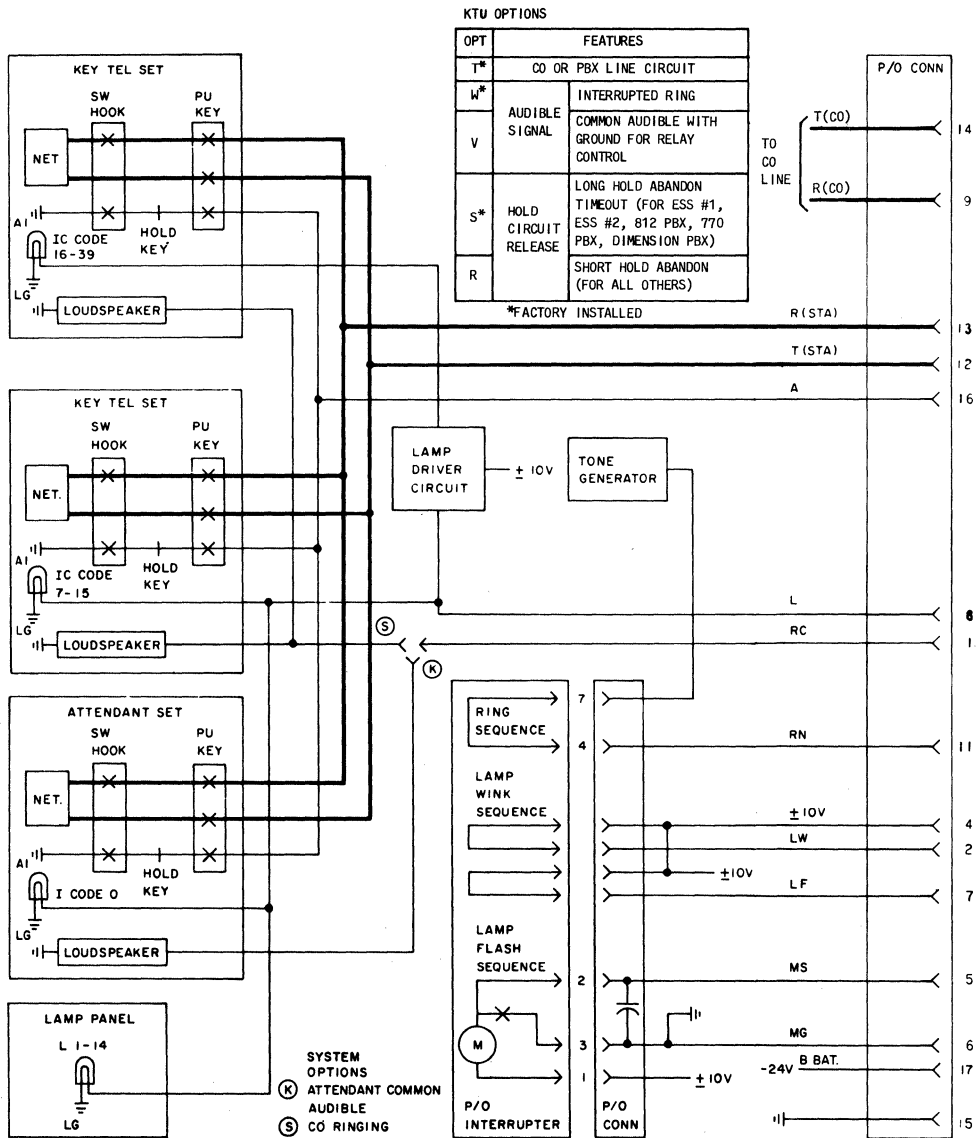 KTU OPTIONS
OPT FEATURES
T* CO OR PBX LINE CIRCUIT
W* AUDIBLE SIGNAL INTERRUPTED RING
V COMMON AUDIBLE WITH
GROUND FOR RELAY
CONTROL
S* HOLD CIRCUIT RELEASE LONG HOLD ABANDON
TIMEOUT (FOR ESS #1,
ESS #2, 812 PBX, 770
PBX, DIMENSION PBX)
R SHORT HOLD ABANDON
(FOR ALL OTHERS)
*FACTORY INSTALLED
KEY TEL SET
SW
HOOK
PU
KEY
NET
A1
HOLD
KEY
IC CODE
16-39
LG
LOUDSPEAKER
KEY TEL SET
SW
HOOK
PU
KEY
NET.
A1
HOLD
KEY
IC CODE
7-15
LG
LOUDSPEAKER
ATTENDANT SET
SW
HOOK
PU
KEY
NET.
A1
HOLD
KEY
I CODE 0
LG
LOUDSPEAKER
LAMP PANEL
L 1-14
LG
SYSTEM
OPTIONS
K ATTENDANT COMMON
AUDIBLE
S CO RINGING
LAMP
DRIVER
CIRCUIT
± 10V
TONE
GENERATOR
S
K
RING
SEQUENCE
7
4
LAMP
WINK
SEQUENCE
±10V
LAMP
FLASH
SEQUENCE
2
M
3
1
± 10V
P/O
INTERRUPTER
P/O
CONN
P/O CONN
TO
CO
LINE
T(CO) 14
R(CO) 9
R(STA) 13
T(STA) 12
A 16
L 6
RC 1
RN 11
±10V 4
LW 2
LF 7
MS 5
MG 6
-24V B BAT. 17
15